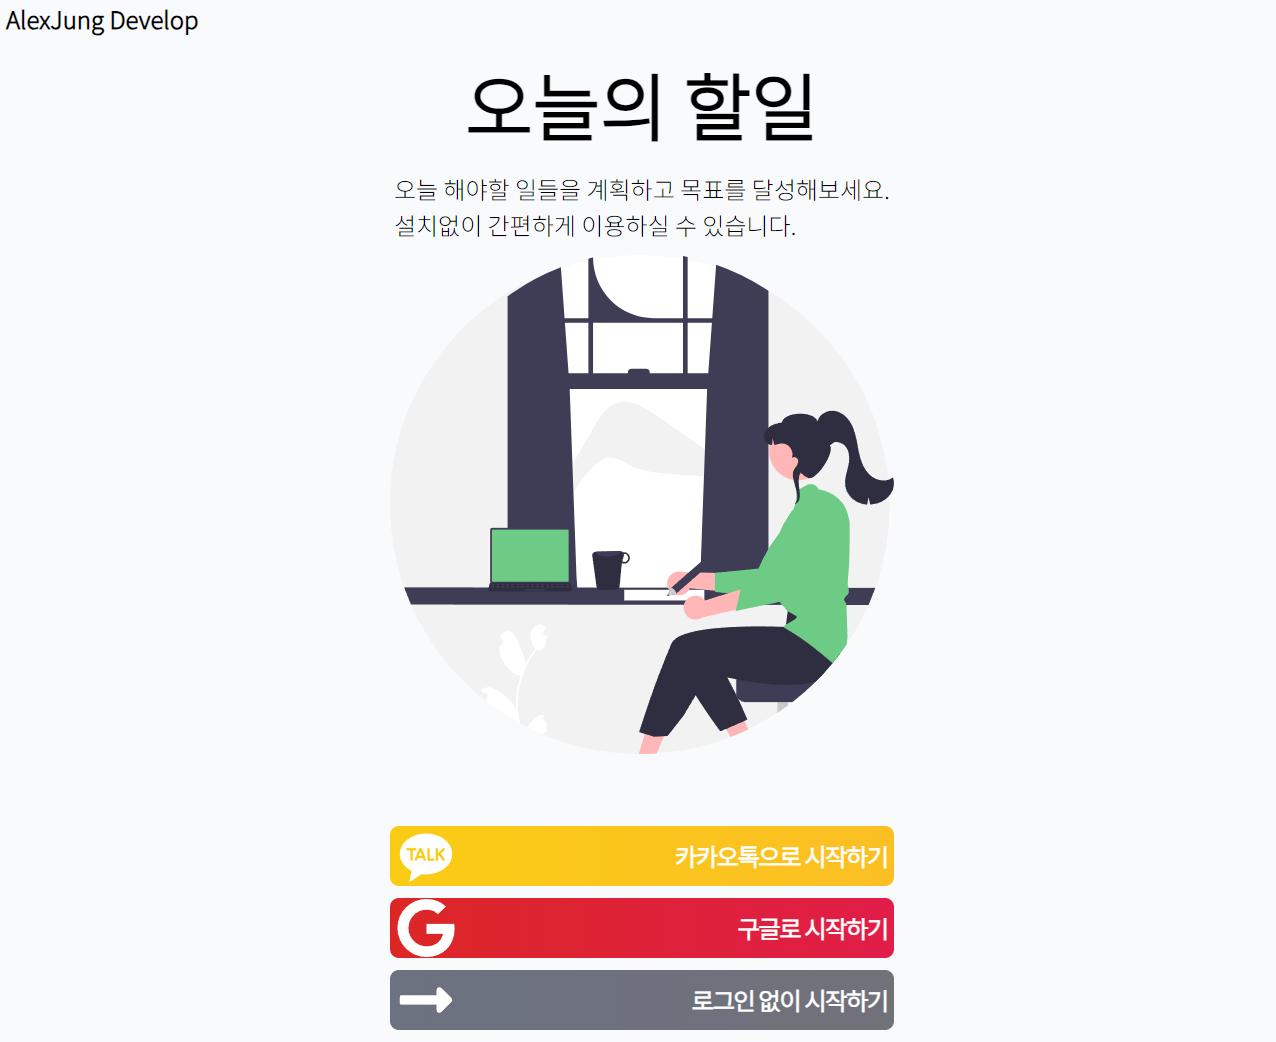 AlexJung Develop
오늘의 할일
오늘 해야할 일들을 계획하고 목표를 달성해보세요.
설치없이 간편하게 이용하실 수 있습니다.
TALK 카카오톡으로 시작하기
G 구글로 시작하기
로그인 없이 시작하기